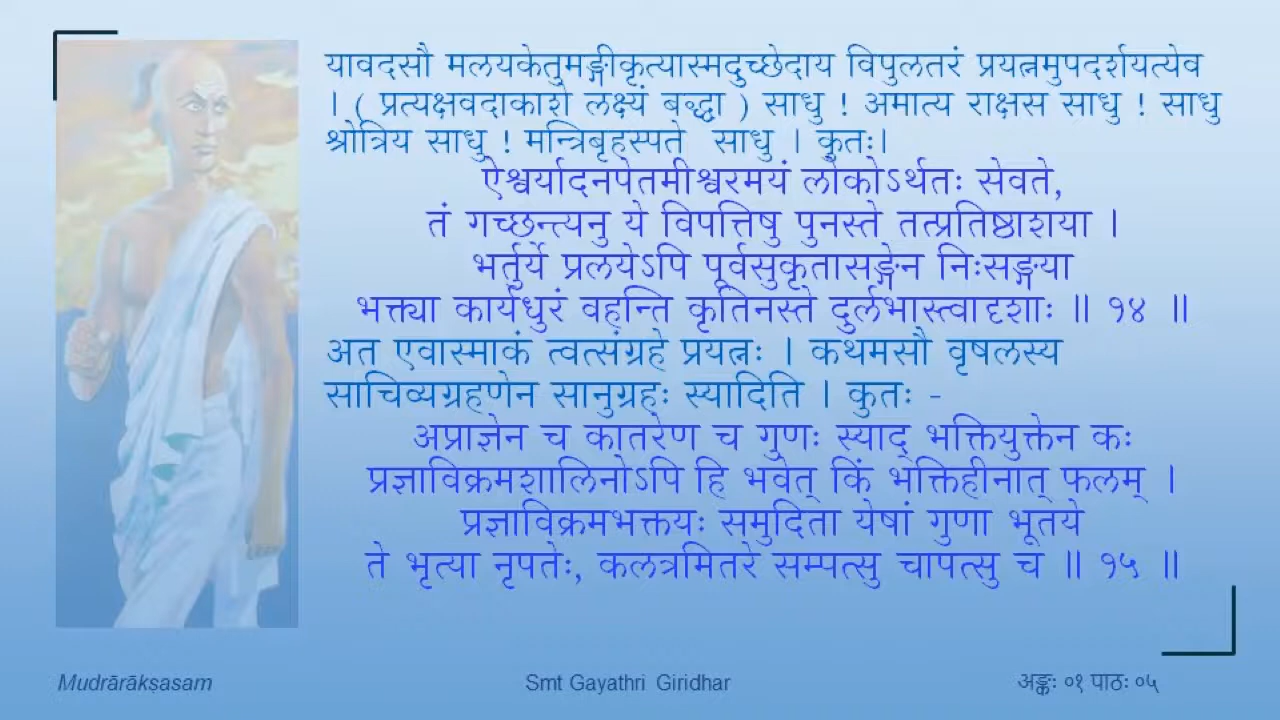 यावदसौ मलयकेतुमङ्गीकृत्यास्मदुच्छेदाय विपुलतरं प्रयत्नमुपदर्शयत्येव
। ( प्रत्यक्षवदाकाशे लक्ष्यं बद्ध्वा ) साधु ! अमात्य राक्षस साधु ! साधु
श्रोत्रिय साधु ! मन्त्रिबृहस्पते साधु । कुतः।
ऐश्वर्यादनपेतमीश्वरमयं लोकोऽर्थतः सेवते,
तं गच्छन्त्यनु ये विपत्तिषु पुनस्ते तत्प्रतिष्ठाशया ।
भर्तुर्ये प्रलयेऽपि पूर्वसुकृतासङ्गेन निःसङ्गया
भक्त्या कार्यधुरं वहन्ति कृतिनस्ते दुर्लभास्त्वादृशाः ॥ १४ ॥
अत एवास्माकं त्वत्संग्रहे प्रयत्नः । कथमसौ वृषलस्य
साचिव्यग्रहणेन सानुग्रहः स्यादिति । कुतः -
अप्राज्ञेन च कातरेण च गुणः स्याद् भक्तियुक्तेन कः
प्रज्ञाविक्रमशालिनोऽपि हि भवेत् किं भक्तिहीनात् फलम् ।
प्रज्ञाविक्रमभक्तयः समुदिता येषां गुणा भूतये
ते भृत्या नृपतेः, कलत्रमितरे सम्पत्सु चापत्सु च ॥ १५ ॥
Mudrārākṣasam
Smt Gayathri Giridhar
अङ्कः ०१ पाठः ०५